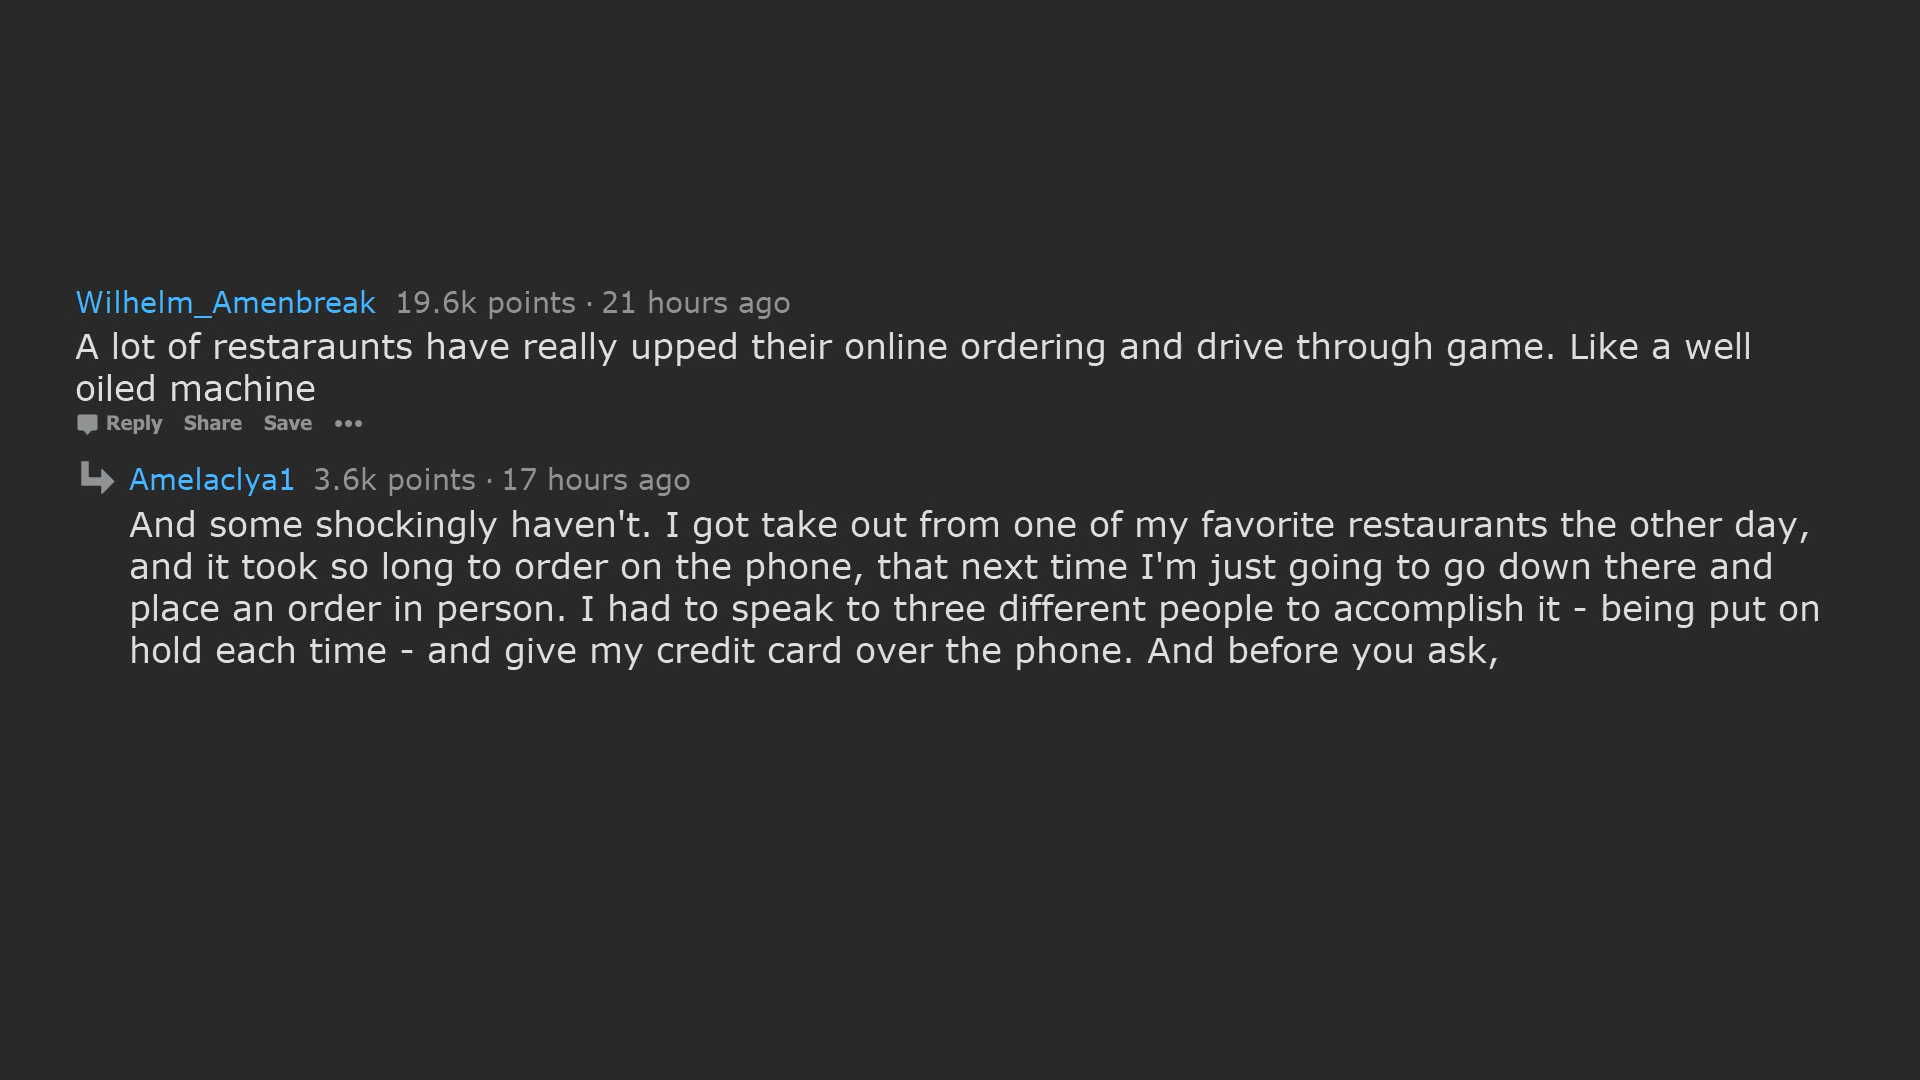 Wilhelm_Amenbreak 19.6k points · 21 hours ago
A lot of restaraunts have really upped their online ordering and drive through game. Like a well
oiled machine
Reply Share Save •••
Amelaclya1 3.6k points · 17 hours ago
And some shockingly haven't. I got take out from one of my favorite restaurants the other day,
and it took so long to order on the phone, that next time I'm just going to go down there and
place an order in person. I had to speak to three different people to accomplish it - being put on
hold each time - and give my credit card over the phone. And before you ask,